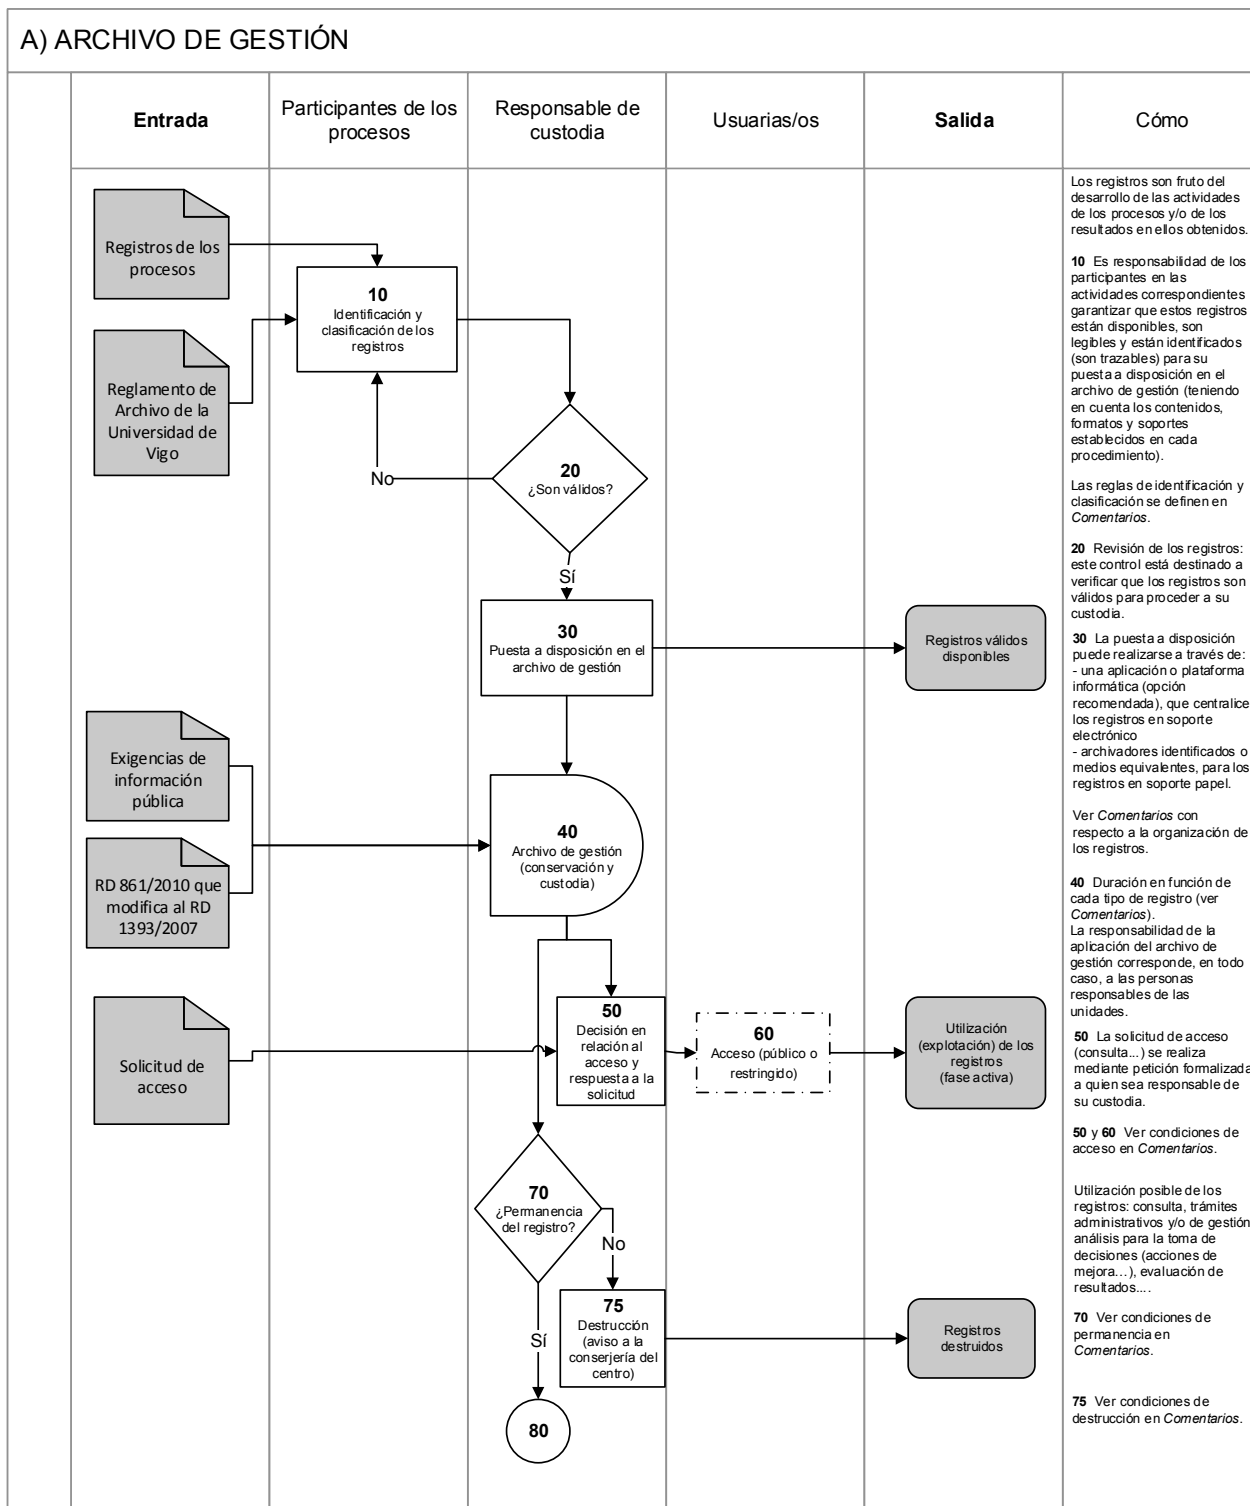 A) ARCHIVO DE GESTIÓN
Entrada
Participantes de los
procesos
Responsable de
custodia
Usuarias/os
Salida
Cómo
Registros de los
procesos
Reglamento de
Archivo de la
Universidad de
Vigo
10
Identificación y
clasificación de los
registros
20
¿Son válidos?
No
Sí
30
Puesta a disposición en el
archivo de gestión
Registros válidos
disponibles
Exigencias de
información
pública
RD 861/2010 que
modifica al RD
1393/2007
40
Archivo de gestión
(conservación y
custodia)
Solicitud de
acceso
50
Decisión en
relación al
acceso y
respuesta a la
solicitud
60
Acceso (público o
restringido)
Utilización
(explotación) de los
registros
(fase activa)
70
¿Permanencia
del registro?
No
Sí
75
Destrucción
(aviso a la
conserjería del
centro)
Registros
destruidos
80
Los registros son fruto del
desarrollo de las actividades
de los procesos y/o de los
resultados en ellos obtenidos.
10 Es responsabilidad de los
participantes en las
actividades correspondientes
garantizar que estos registros
están disponibles, son
legibles y están identificados
(son trazables) para su
puesta a disposición en el
archivo de gestión (teniendo
en cuenta los contenidos,
formatos y soportes
establecidos en cada
procedimiento).
Las reglas de identificación y
clasificación se definen en
Comentarios.
20 Revisión de los registros:
este control está destinado a
verificar que los registros son
válidos para proceder a su
custodia.
30 La puesta a disposición
puede realizarse a través de:
- una aplicación o plataforma
informática (opción
recomendada), que centralice
los registros en soporte
electrónico
- archivadores identificados o
medios equivalentes, para los
registros en soporte papel.
Ver Comentarios con
respecto a la organización de
los registros.
40 Duración en función de
cada tipo de registro (ver
Comentarios).
La responsabilidad de la
aplicación del archivo de
gestión corresponde, en todo
caso, a las personas
responsables de las
unidades.
50 La solicitud de acceso
(consulta...) se realiza
mediante petición formalizada
a quien sea responsable de
su custodia.
50 y 60 Ver condiciones de
acceso en Comentarios.
Utilización posible de los
registros: consulta, trámites
administrativos y/o de gestión
análisis para la toma de
decisiones (acciones de
mejora...), evaluación de
resultados....
70 Ver condiciones de
permanencia en
Comentarios.
75 Ver condiciones de
destrucción en Comentarios.